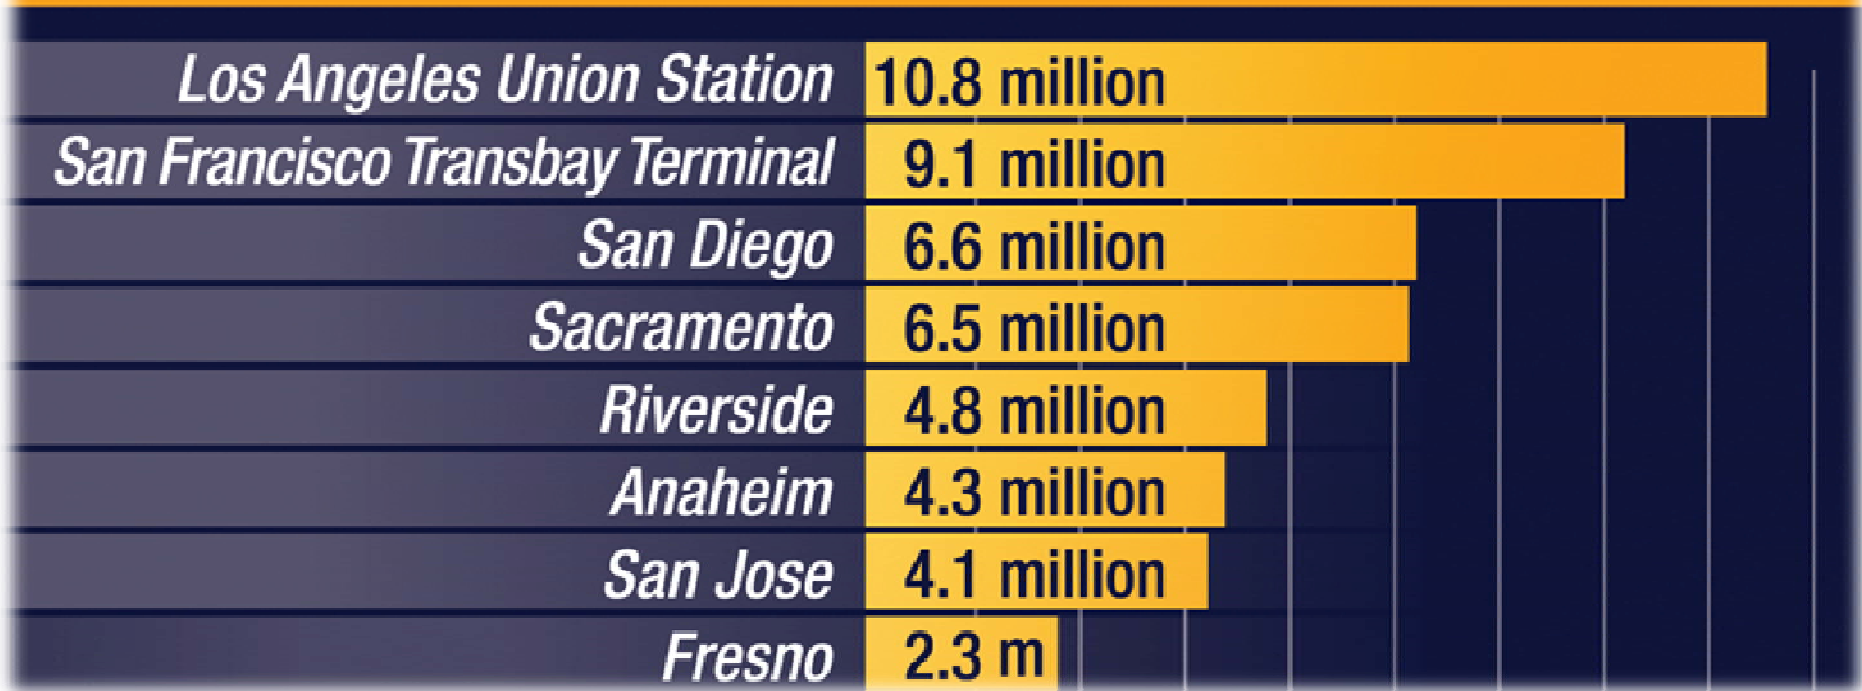 Los Angeles Union Station 10.8 million
San Francisco Transbay Terminal 9.1 million
San Diego 6.6 million
Sacramento 6.5 million
Riverside 4.8 million
Anaheim 4.3 million
San Jose 4.1 million
Fresno 2.3 m